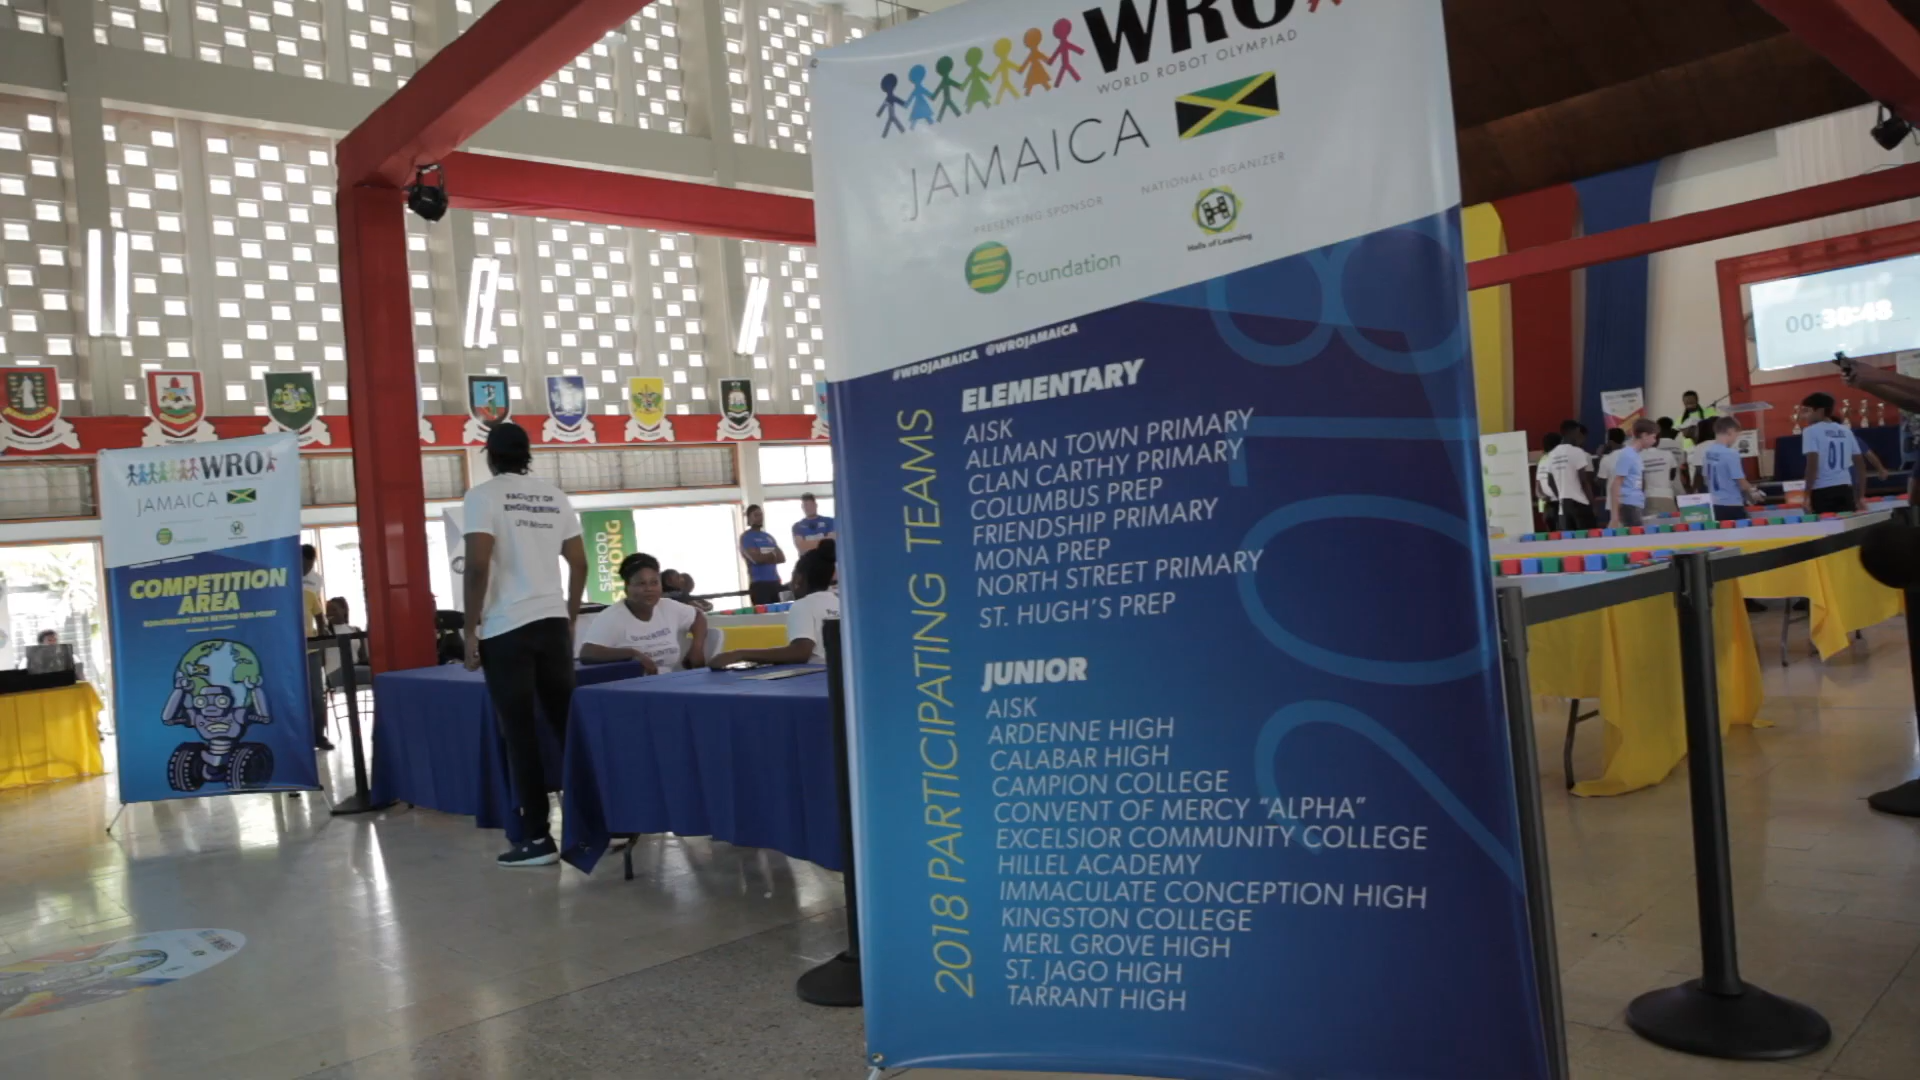 WRO
WORLD ROBOT OLYMPIAD
JAMAICA
PRESENTING SPONSOR
NATIONAL ORGANIZER
Foundation
Halls of Learning
#WROJAMAICA @WROJAMAICA
2018 PARTICIPATING TEAMS
2018
ELEMENTARY
AISK
ALLMAN TOWN PRIMARY
CLAN CARTHY PRIMARY
COLUMBUS PREP
FRIENDSHIP PRIMARY
MONA PREP
NORTH STREET PRIMARY
ST. HUGH'S PREP
JUNIOR
AISK
ARDENNE HIGH
CALABAR HIGH
CAMPION COLLEGE
CONVENT OF MERCY “ALPHA”
EXCELSIOR COMMUNITY COLLEGE
HILLEL ACADEMY
IMMACULATE CONCEPTION HIGH
KINGSTON COLLEGE
MERL GROVE HIGH
ST. JAGO HIGH
TARRANT HIGH
WRO
JAMAICA
COMPETITION
AREA
FACULTY OF
ENGINEERING
UWI Mona
SEPROD
STRONG
00:30:48
01